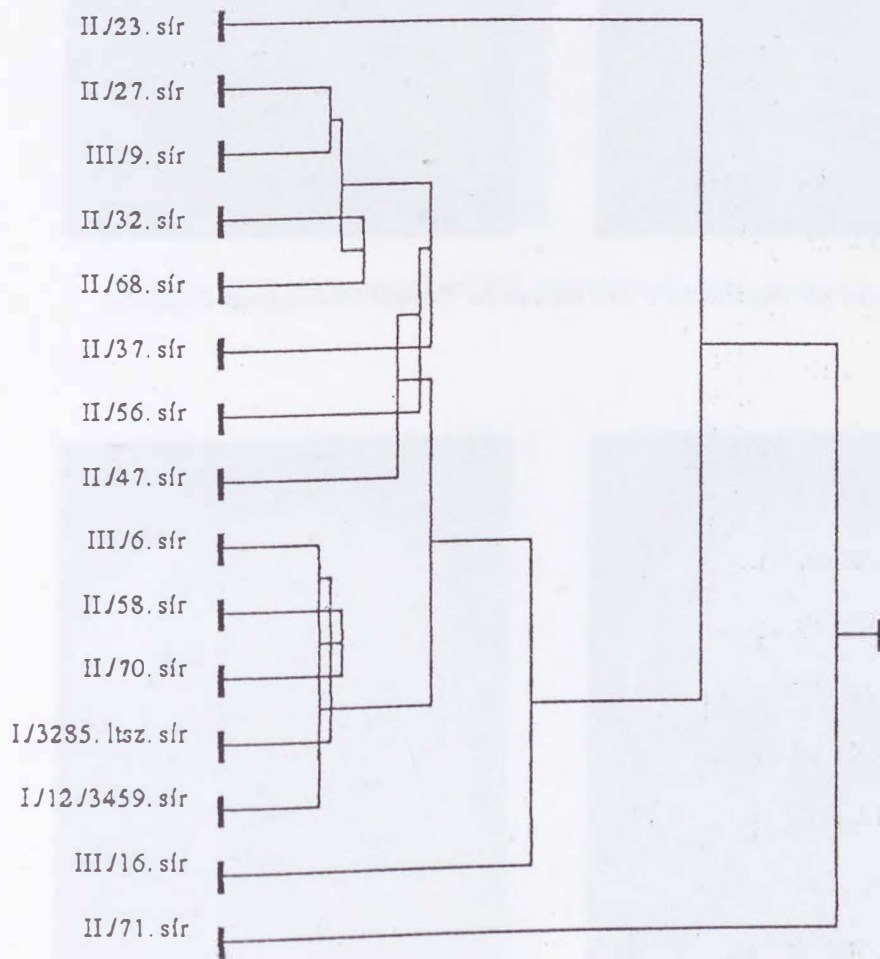 II/23. sír
II/27. sír
III/9. sír
II/32. sír
II/68. sír
II/37. sír
II/56. sír
II/47. sír
III/6. sír
II/58. sír
II/70. sír
I/3285. ltsz. sír
I/12/3459. sír
III/16. sír
II/71. sír